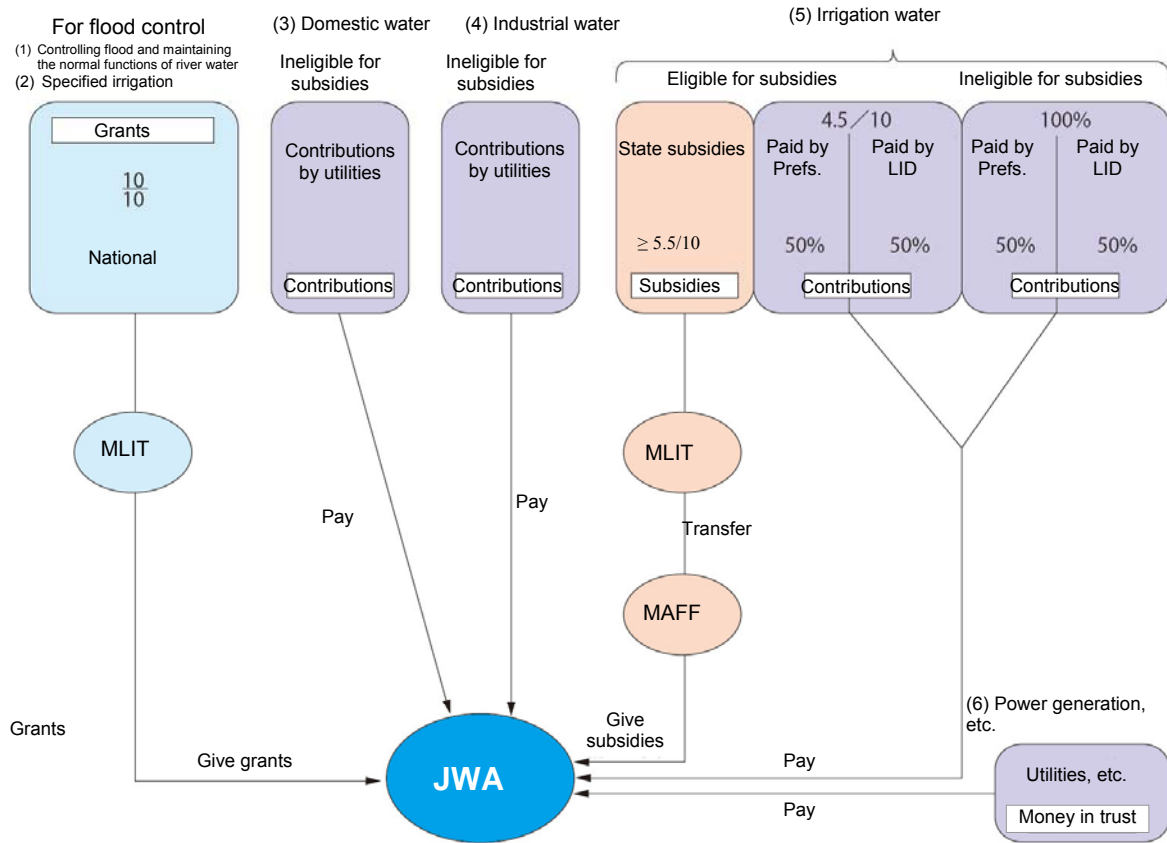 For flood control
(1) Controlling flood and maintaining
the normal functions of river water
(2) Specified irrigation
Grants
10
10
National
MLIT
Grants
Give grants
(3) Domestic water
Ineligible for
subsidies
Contributions
by utilities
Contributions
Pay
(4) Industrial water
Ineligible for
subsidies
Contributions
by utilities
Contributions
Pay
(5) Irrigation water
Eligible for subsidies
Ineligible for subsidies
State subsidies
≥ 5.5/10
Subsidies
4.5／10
Paid by
Prefs.
Paid by
LID
50%
50%
Contributions
100%
Paid by
Prefs.
Paid by
LID
50%
50%
Contributions
MLIT
Transfer
MAFF
Give
subsidies
JWA
Pay
Pay
(6) Power generation,
etc.
Utilities, etc.
Money in trust